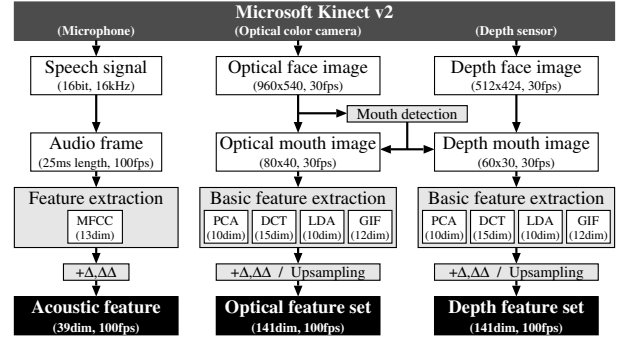 Microsoft Kinect v2
(Microphone) (Optical color camera) (Depth sensor)
Speech signal Optical face image Depth face image
(16bit, 16kHz) (960x540, 30fps) (512x424, 30fps)
Mouth detection
Audio frame Optical mouth image Depth mouth image
(25ms length, 100fps) (80x40, 30fps) (60x30, 30fps)
Feature extraction Basic feature extraction Basic feature extraction
MFCC PCA DCT LDA GIF PCA DCT LDA GIF
(13dim) (10dim) (15dim) (10dim) (12dim) (10dim) (15dim) (10dim) (12dim)
+Δ,ΔΔ +Δ,ΔΔ / Upsampling +Δ,ΔΔ / Upsampling
Acoustic feature Optical feature set Depth feature set
(39dim, 100fps) (141dim, 100fps) (141dim, 100fps)